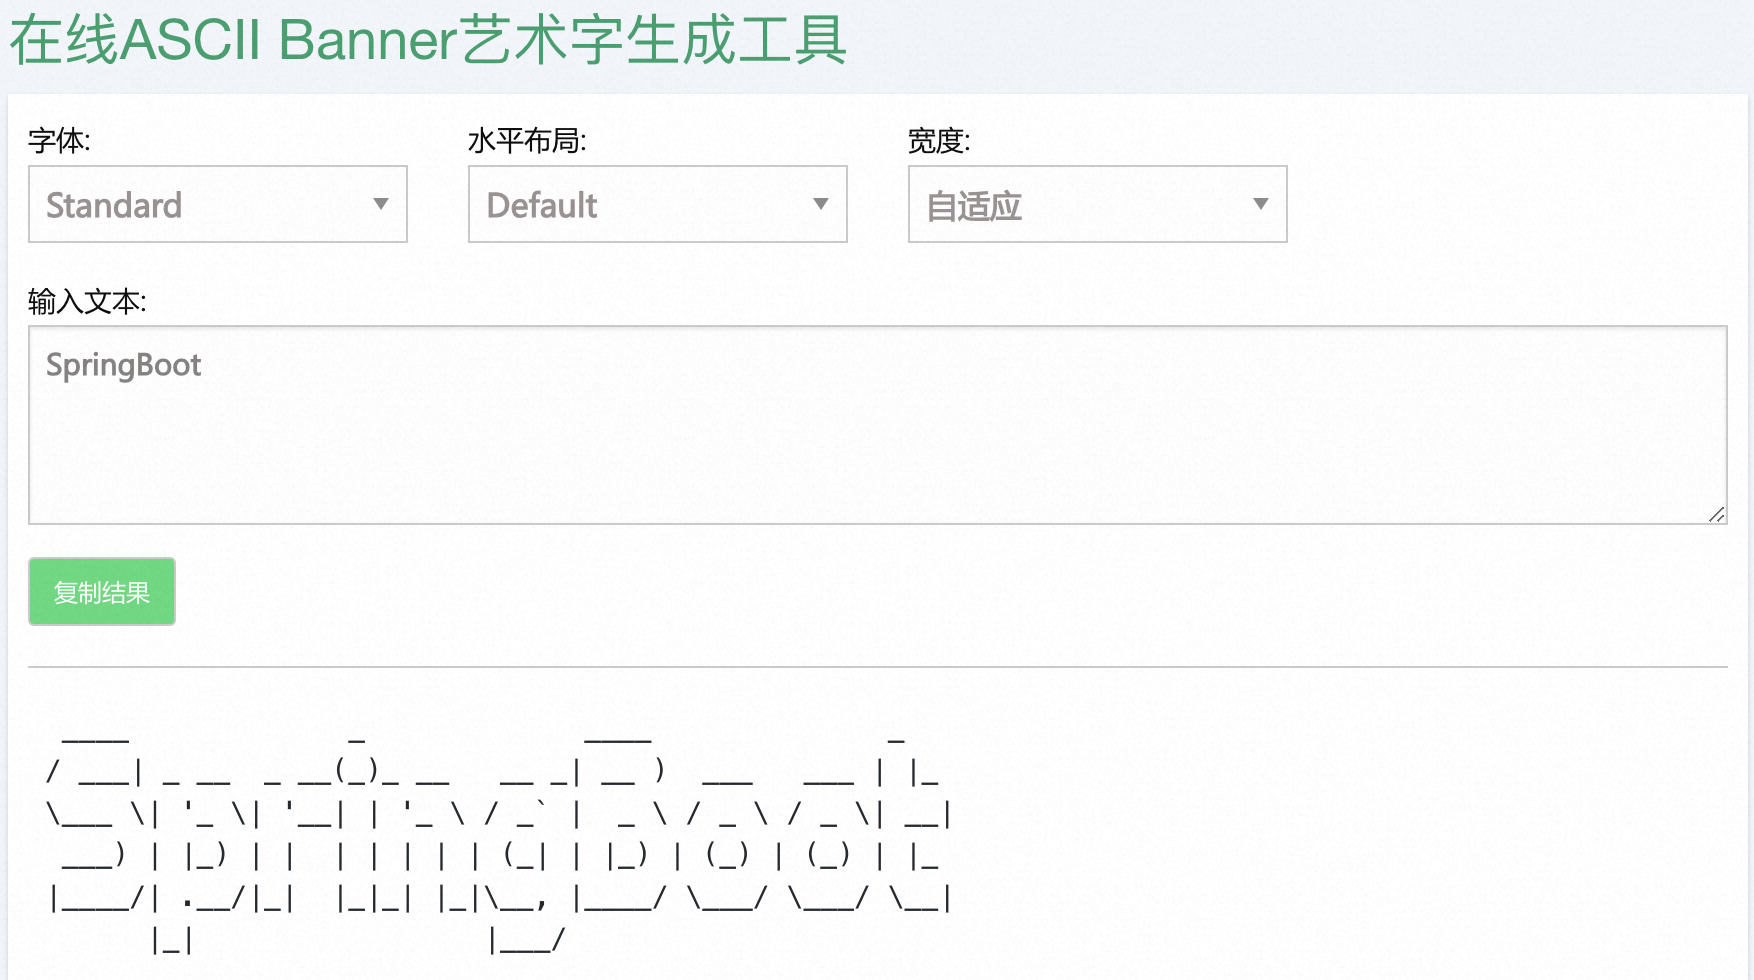 在线ASCII Banner艺术字生成工具
字体: 水平布局: 宽度:
Standard Default 自适应
输入文本:
SpringBoot
复制结果
  ____             _             ____              _
 / ___| _ __  _ __(_)_ __   __ _| __ )  ___   ___ | |_
 \___ \| '_ \| '__| | '_ \ / _` |  _ \ / _ \ / _ \| __|
  ___) | |_) | |  | | | | | (_| | |_) | (_) | (_) | |_
 |____/| .__/|_|  |_|_| |_|\__, |____/ \___/ \___/ \__|
       |_|                 |___/